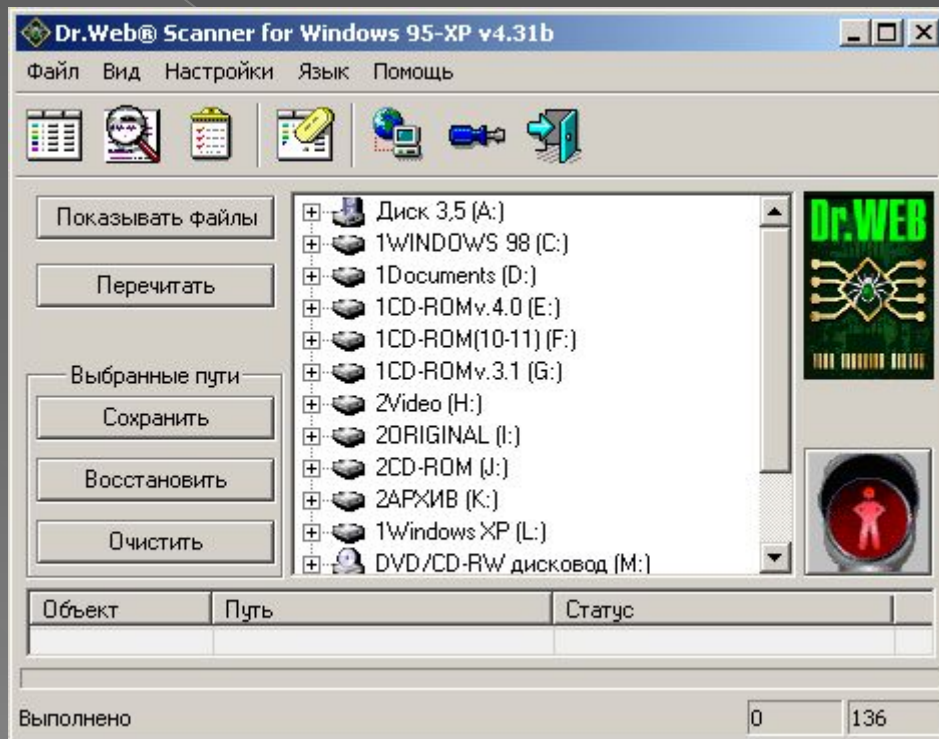 Dr.Web® Scanner for Windows 95-XP v4.31b
Файл Вид Настройки Язык Помощь
Показывать файлы
Перечитать
Выбранные пути
Сохранить
Восстановить
Очистить
Диск 3,5 (A:)
1WINDOWS 98 (C:)
1Documents (D:)
1CD-ROMv.4.0 (E:)
1CD-ROM(10-11) (F:)
1CD-ROMv.3.1 (G:)
2Video (H:)
2ORIGINAL (I:)
2CD-ROM (J:)
2АРХИВ (K:)
1Windows XP (L:)
DVD/CD-RW дисковод (M:)
Dr.WEB
Объект Путь Статус
Выполнено 0 136